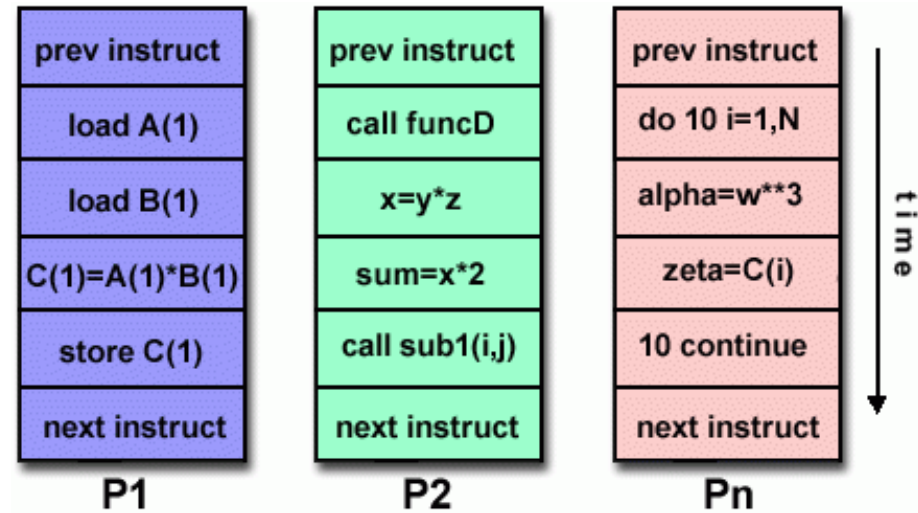 prev instruct
load A(1)
load B(1)
C(1)=A(1)*B(1)
store C(1)
next instruct
P1
prev instruct
call funcD
x=y*z
sum=x*2
call sub1(i,j)
next instruct
P2
prev instruct
do 10 i=1,N
alpha=w**3
zeta=C(i)
10 continue
next instruct
Pn
time